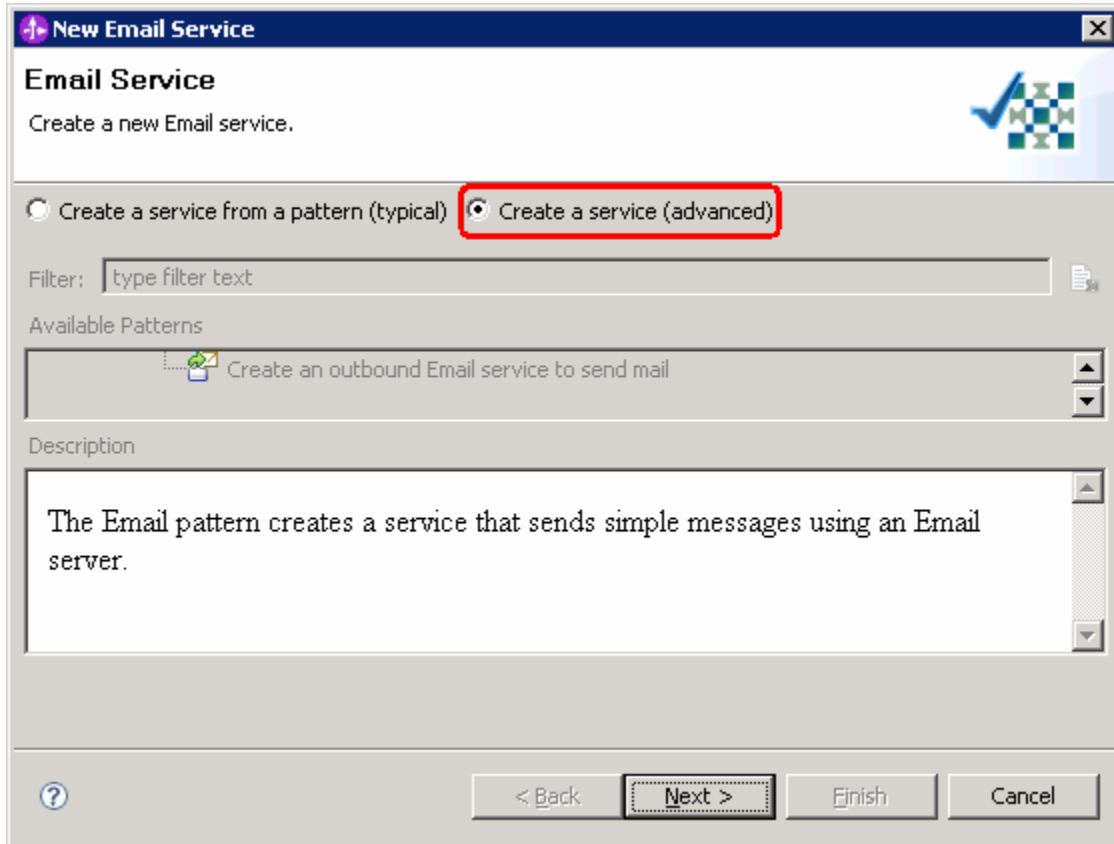 New Email Service
Email Service
Create a new Email service.
Create a service from a pattern (typical) Create a service (advanced)
Filter: type filter text
Available Patterns
Create an outbound Email service to send mail
Description
The Email pattern creates a service that sends simple messages using an Email
server.
? < Back Next > Finish Cancel